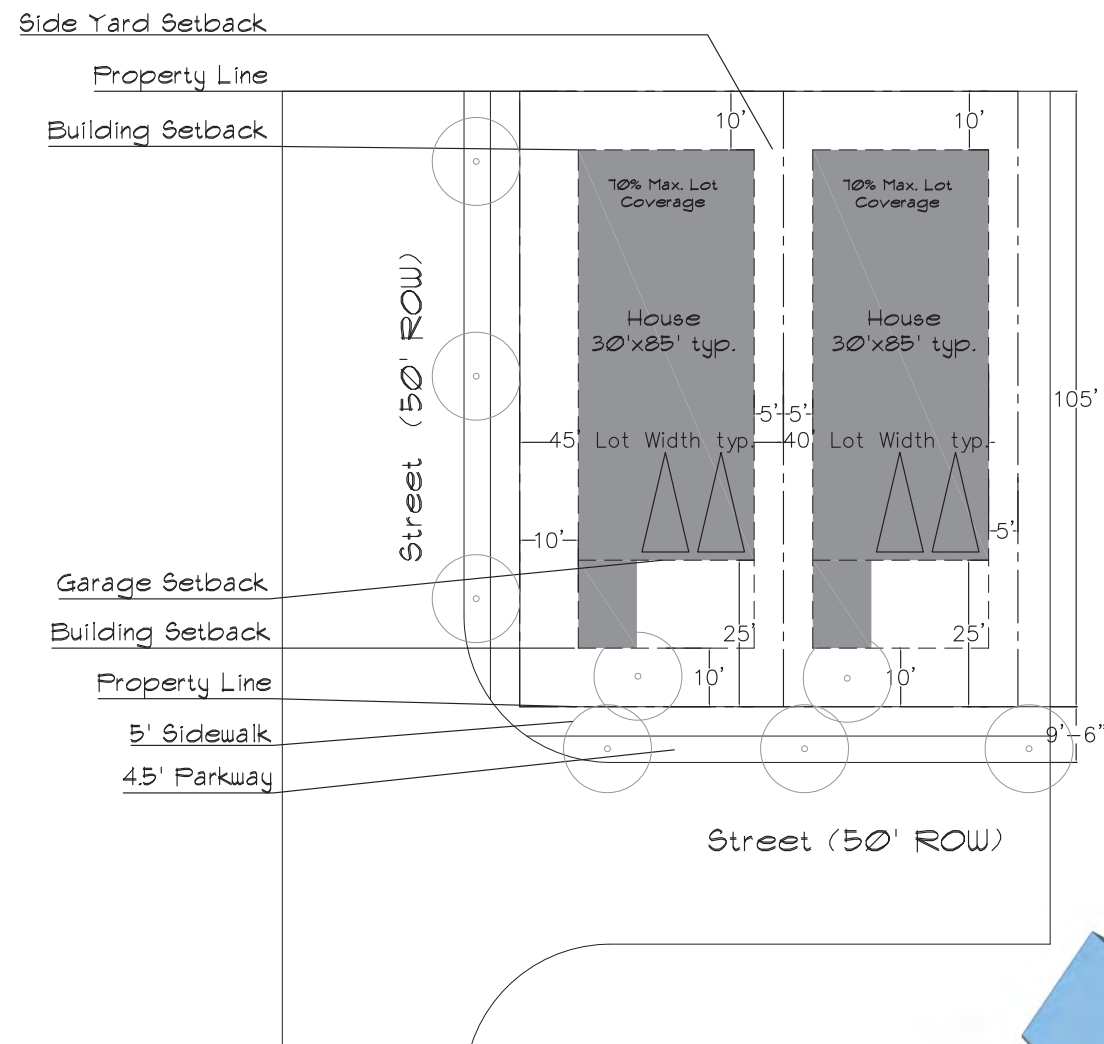 Side Yard Setback
Property Line
Building Setback
10'
10'
70% Max. Lot
Coverage
70% Max. Lot
Coverage
Street (50' ROW)
House
30'x85' typ.
House
30'x85' typ.
105'
5'
5'
45' Lot Width typ.
40' Lot Width typ.
10'
5'
Garage Setback
Building Setback
25'
25'
Property Line
10'
10'
5' Sidewalk
9'-6"
4.5' Parkway
Street (50' ROW)